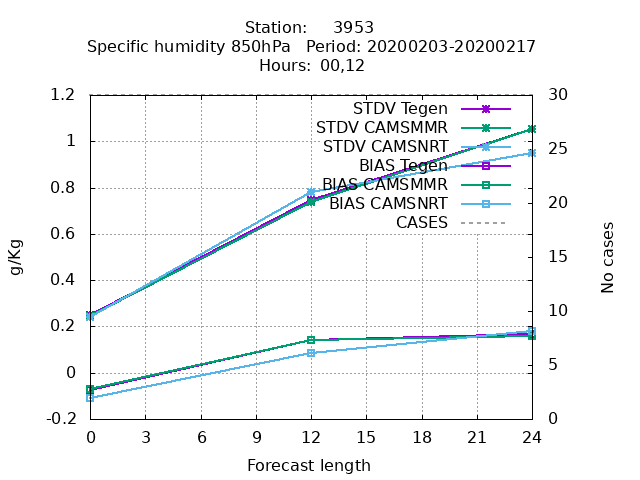 Station: 3953
Specific humidity 850hPa Period: 20200203-20200217
Hours: 00,12
1.2
1
0.8
0.6
0.4
0.2
0
-0.2
g/Kg
STDV Tegen
STDV CAMSMMR
STDV CAMSNRT
BIAS Tegen
BIAS CAMSMMR
BIAS CAMSNRT
CASES
30
25
20
15
10
5
0
No cases
0 3 6 9 12 15 18 21 24
Forecast length